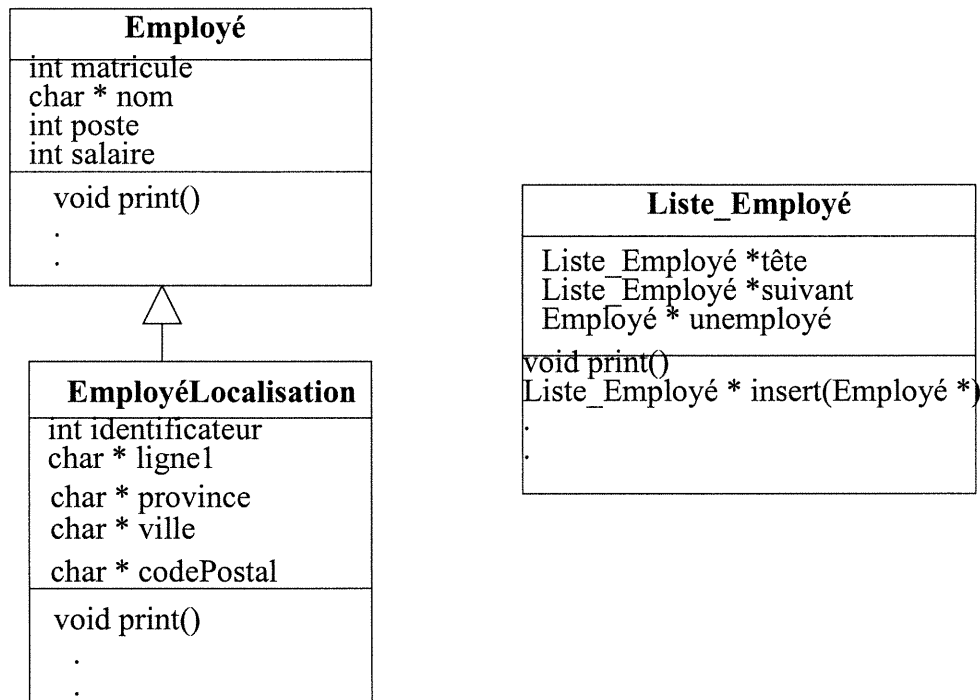 Employé
int matricule
char * nom
int poste
int salaire
void print()
.
.
EmployéLocalisation
int identificateur
char * ligne1
char * province
char * ville
char * codePostal
void print()
.
.
Liste_Employé
Liste_Employé *tête
Liste_Employé *suivant
Employé * unemployé
void print()
Liste_Employé * insert(Employé *)
.
.